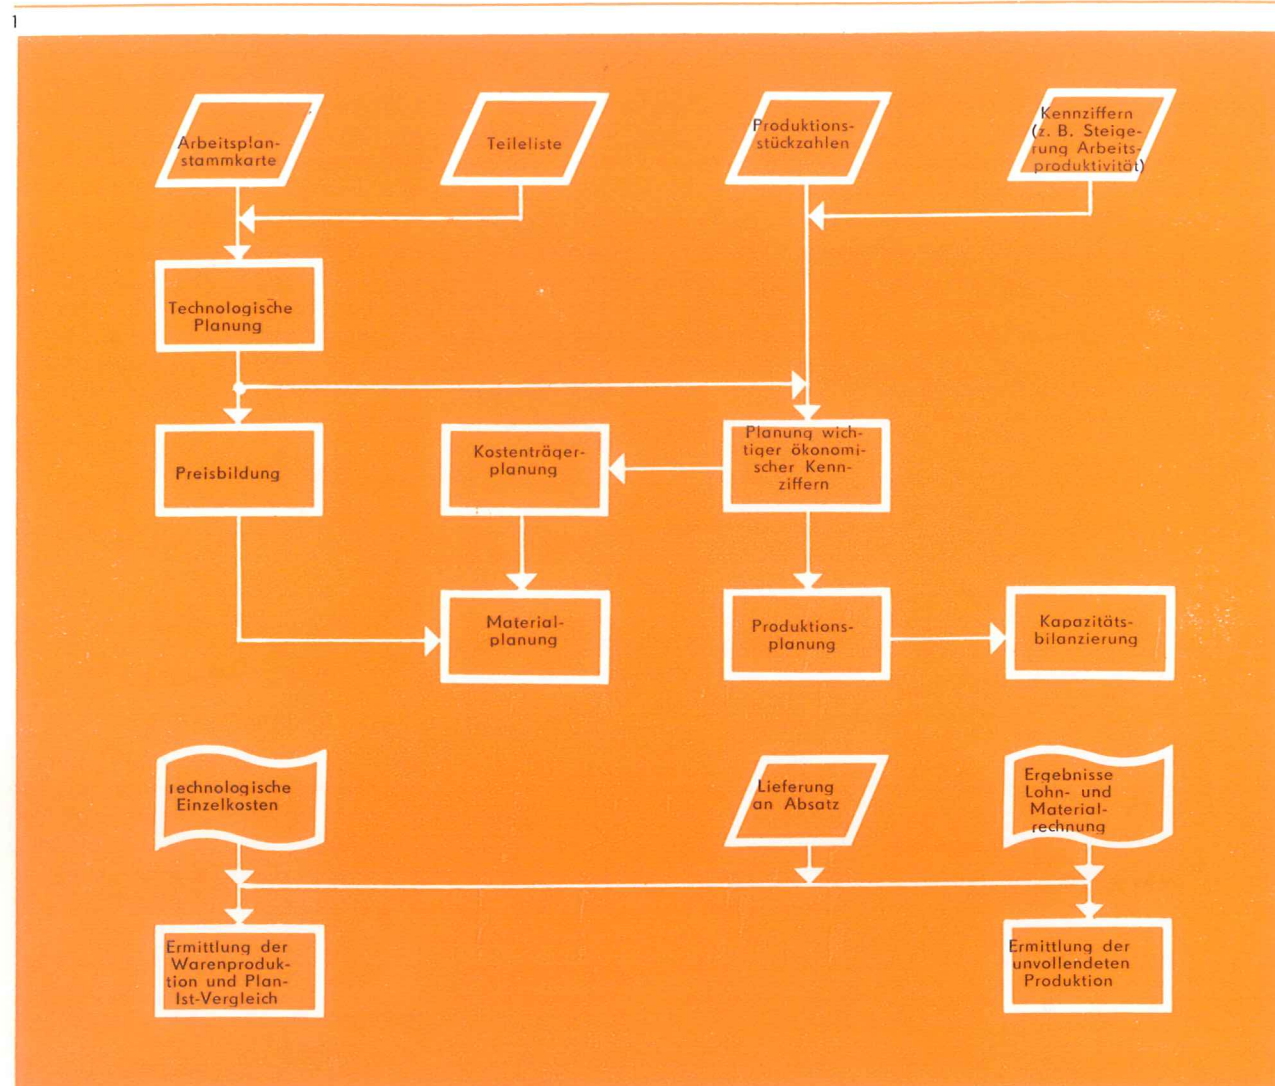 1
Arbeitsplan-
stammkarte
Teileliste
Produktions-
stückzahlen
Kennziffern
(z. B. Steige-
rung Arbeits-
produktivität)
Technologische
Planung
Preisbildung
Kostenträger-
planung
Planung wich-
tiger ökonomi-
scher Kenn-
ziffern
Material-
planung
Produktions-
planung
Kapazitäts-
bilanzierung
Technologische
Einzelkosten
Lieferung
an Absatz
Ergebnisse
Lohn- und
Material-
rechnung
Ermittlung der
Warenproduk-
tion und Plan-
Ist-Vergleich
Ermittlung der
unvollendeten
Produktion